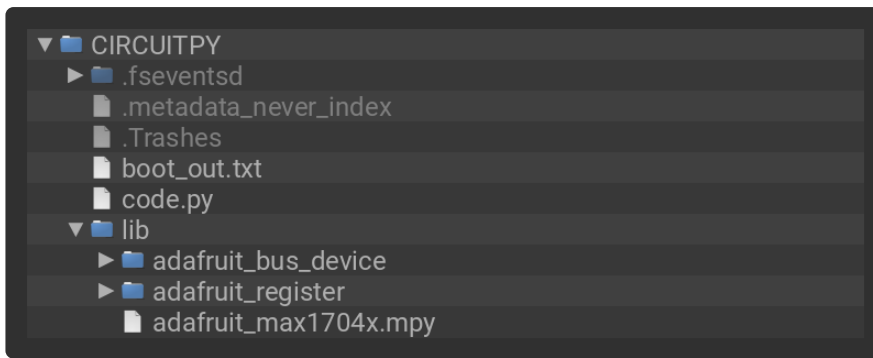 CIRCUITPY
.fseventsd
.metadata_never_index
.Trashes
boot_out.txt
code.py
lib
adafruit_bus_device
adafruit_register
adafruit_max1704x.mpy